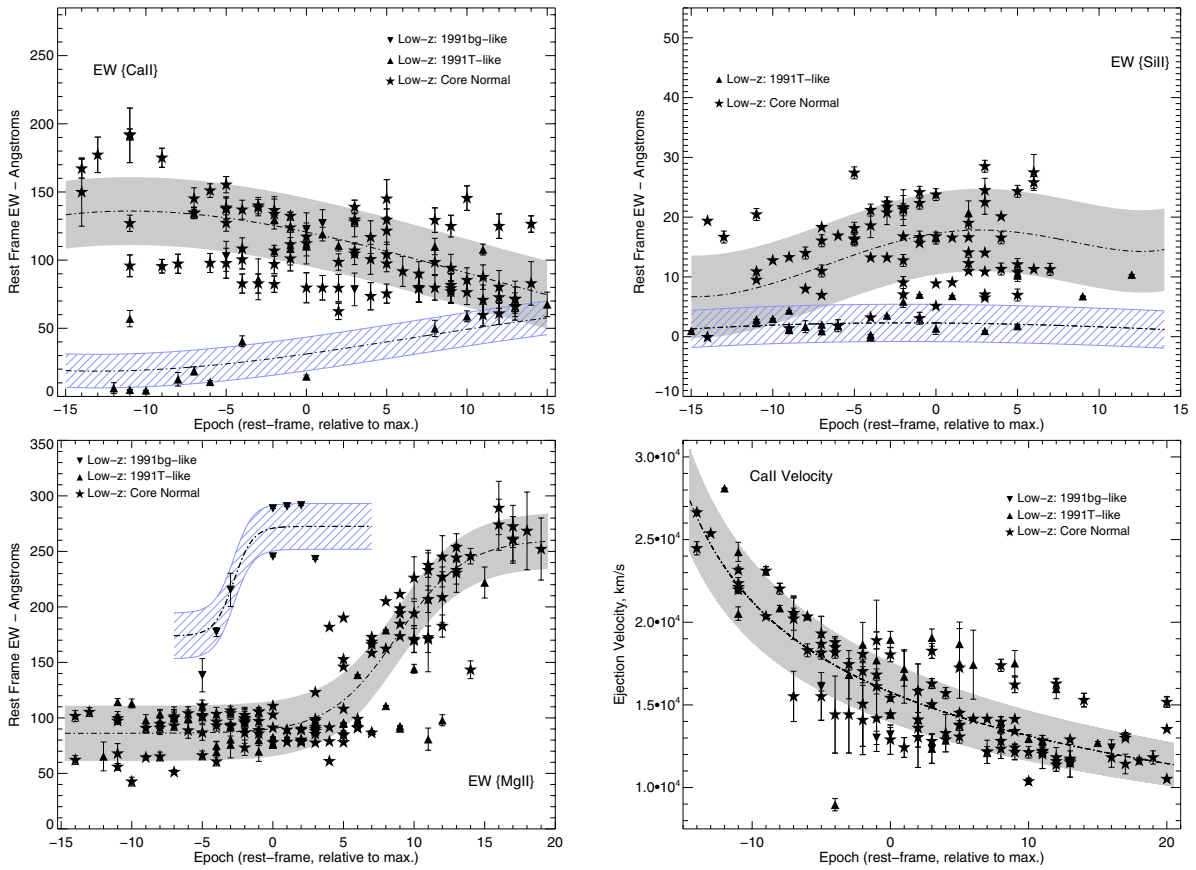 EW {CaII}
▼ Low-z: 1991bg-like
▲ Low-z: 1991T-like
★ Low-z: Core Normal
Rest Frame EW - Angstroms
250
200
150
100
50
0
-15 -10 -5 0 5 10 15
Epoch (rest-frame, relative to max.)
EW {SiII}
▲ Low-z: 1991T-like
★ Low-z: Core Normal
Rest Frame EW - Angstroms
50
40
30
20
10
0
-10
-15 -10 -5 0 5 10 15
Epoch (rest-frame, relative to max.)
▼ Low-z: 1991bg-like
▲ Low-z: 1991T-like
★ Low-z: Core Normal
EW {MgII}
Rest Frame EW - Angstroms
350
300
250
200
150
100
50
0
-15 -10 -5 0 5 10 15 20
Epoch (rest-frame, relative to max.)
CaII Velocity
▼ Low-z: 1991bg-like
▲ Low-z: 1991T-like
★ Low-z: Core Normal
Ejection Velocity, km/s
3.0•10⁴
2.5•10⁴
2.0•10⁴
1.5•10⁴
1.0•10⁴
-10 0 10 20
Epoch (rest-frame, relative to max.)